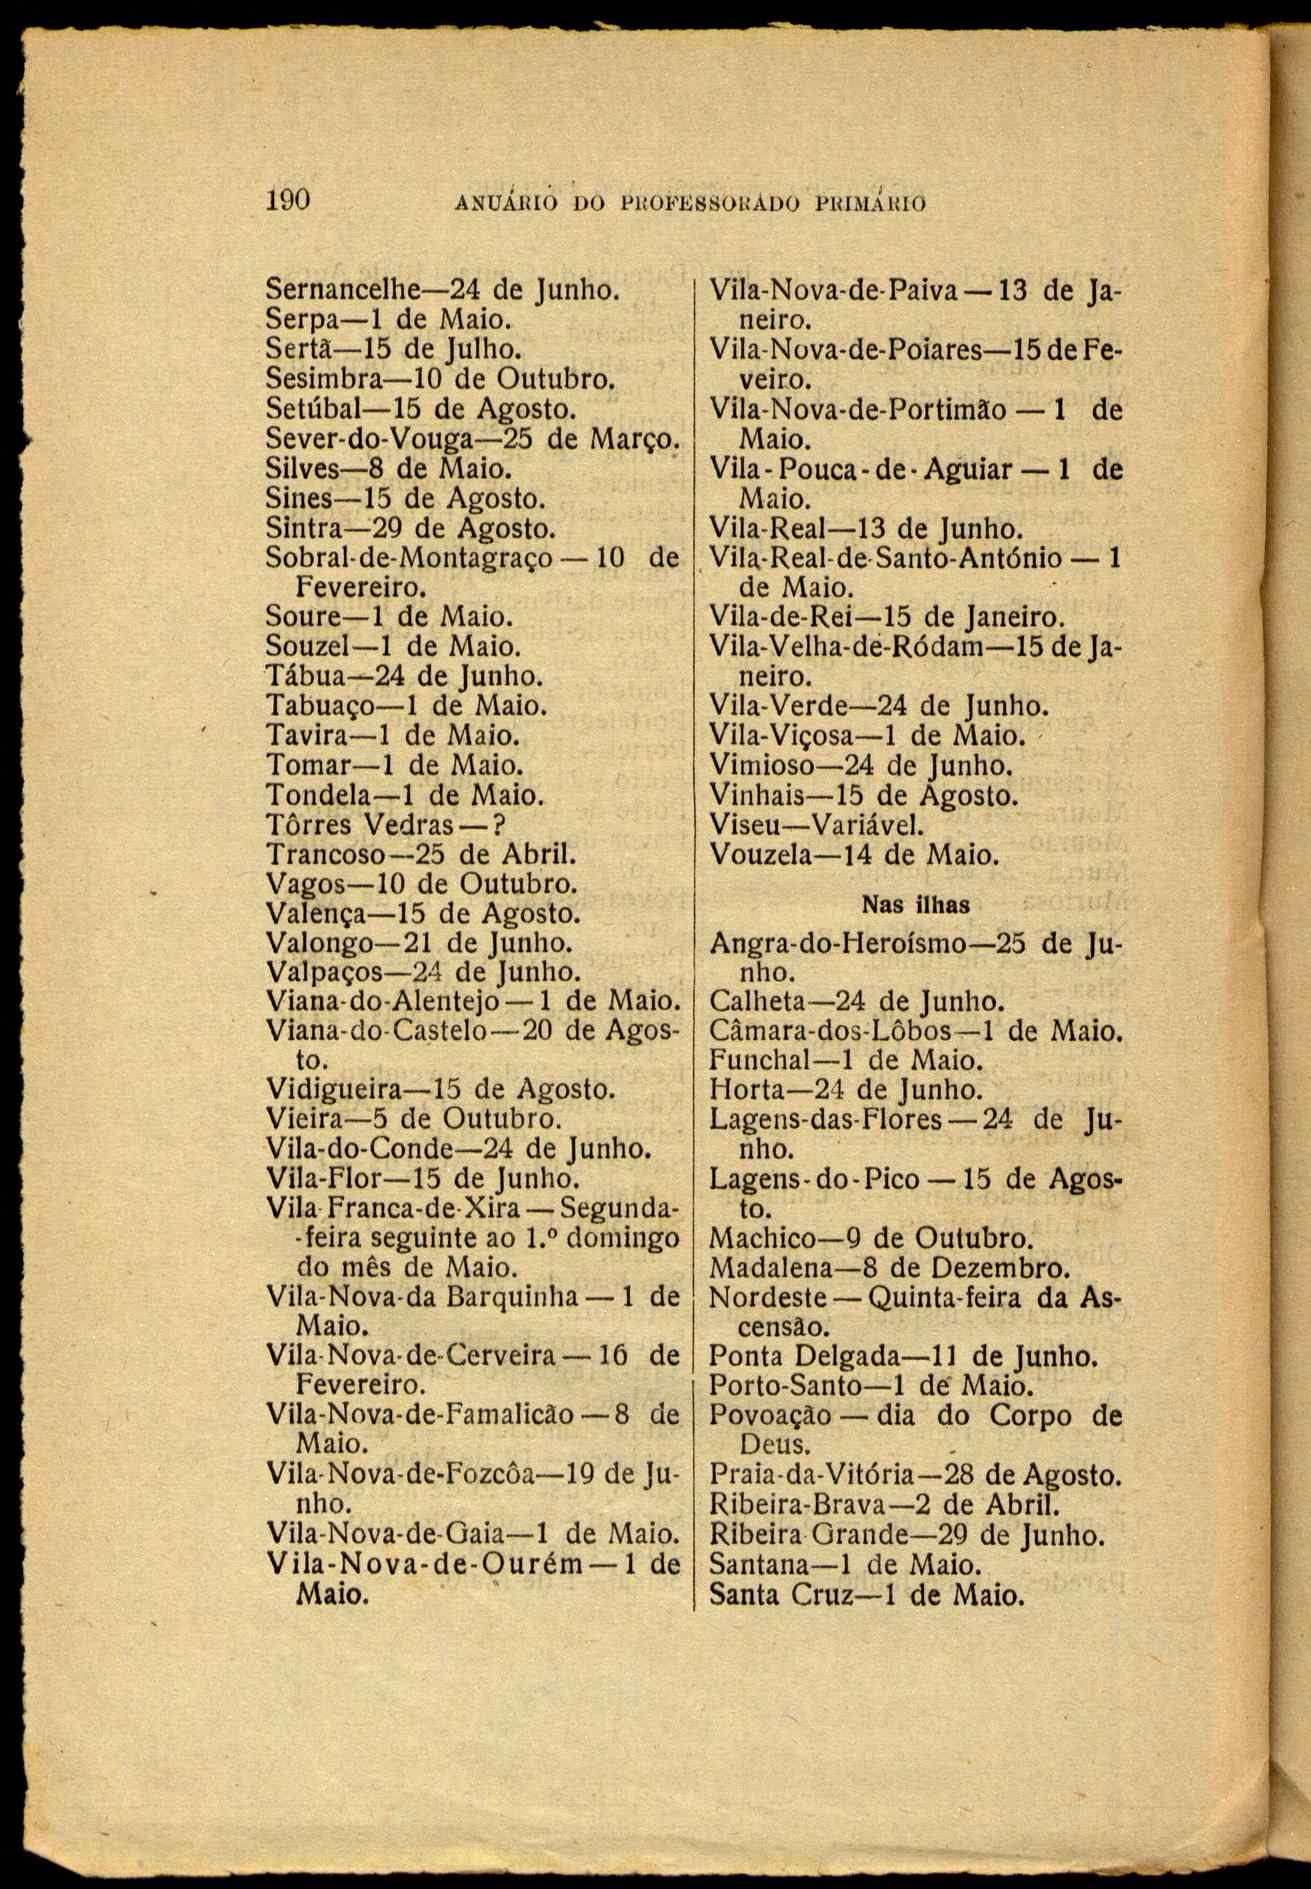 190 ANUÁRIO DO PROFESSORADO PRIMÁRIO
Sernancelhe—24 de Junho.
Serpa—1 de Maio.
Sertã—15 de Julho.
Sesimbra—10 de Outubro.
Setúbal—15 de Agosto.
Sever-do-Vouga—25 de Março.
Silves—8 de Maio.
Sines—15 de Agosto.
Sintra—29 de Agosto.
Sobral-de-Montagraço — 10 de
Fevereiro.
Soure—1 de Maio.
Souzel—1 de Maio.
Tábua—24 de Junho.
Tabuaço—1 de Maio.
Tavira—1 de Maio.
Tomar—1 de Maio.
Tondela—1 de Maio.
Tôrres Vedras — ?
Trancoso—25 de Abril.
Vagos—10 de Outubro.
Valença—15 de Agosto.
Valongo—21 de Junho.
Valpaços—24 de Junho.
Viana-do-Alentejo — 1 de Maio.
Viana-do-Castelo—20 de Agos-
to.
Vidigueira—15 de Agosto.
Vieira—5 de Outubro.
Vila-do-Conde—24 de Junho.
Vila-Flor—15 de Junho.
Vila Franca-de-Xira — Segunda-
-feira seguinte ao 1.º domingo
do mês de Maio.
Vila-Nova-da Barquinha — 1 de
Maio.
Vila-Nova-de-Cerveira — 16 de
Fevereiro.
Vila-Nova-de-Famalicão — 8 de
Maio.
Vila-Nova-de-Fozcôa—19 de Ju-
nho.
Vila-Nova-de-Gaia—1 de Maio.
Vila-Nova-de-Ourém — 1 de
Maio.
Vila-Nova-de-Paiva — 13 de Ja-
neiro.
Vila-Nova-de-Poiares—15 de Fe-
veiro.
Vila-Nova-de-Portimão — 1 de
Maio.
Vila-Pouca-de-Aguiar — 1 de
Maio.
Vila-Real—13 de Junho.
Vila-Real-de-Santo-António — 1
de Maio.
Vila-de-Rei—15 de Janeiro.
Vila-Velha-de-Ródam—15 de Ja-
neiro.
Vila-Verde—24 de Junho.
Vila-Viçosa—1 de Maio.
Vimioso—24 de Junho.
Vinhais—15 de Agosto.
Viseu—Variável.
Vouzela—14 de Maio.
Nas ilhas
Angra-do-Heroísmo—25 de Ju-
nho.
Calheta—24 de Junho.
Câmara-dos-Lôbos—1 de Maio.
Funchal—1 de Maio.
Horta—24 de Junho.
Lagens-das-Flores — 24 de Ju-
nho.
Lagens-do-Pico — 15 de Agos-
to.
Machico—9 de Outubro.
Madalena—8 de Dezembro.
Nordeste — Quinta-feira da As-
censão.
Ponta Delgada—11 de Junho.
Porto-Santo—1 de Maio.
Povoação — dia do Corpo de
Deus.
Praia-da-Vitória—28 de Agosto.
Ribeira-Brava—2 de Abril.
Ribeira Grande—29 de Junho.
Santana—1 de Maio.
Santa Cruz—1 de Maio.